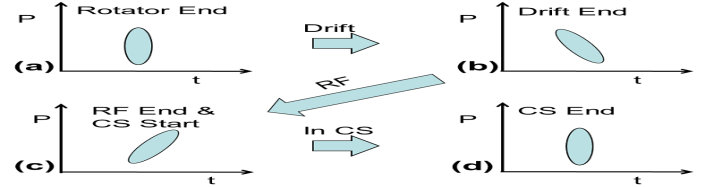 Rotator End
P
t
(a)
Drift
Drift End
P
t
(b)
RF
RF End &
CS Start
P
t
(c)
In CS
CS End
P
t
(d)